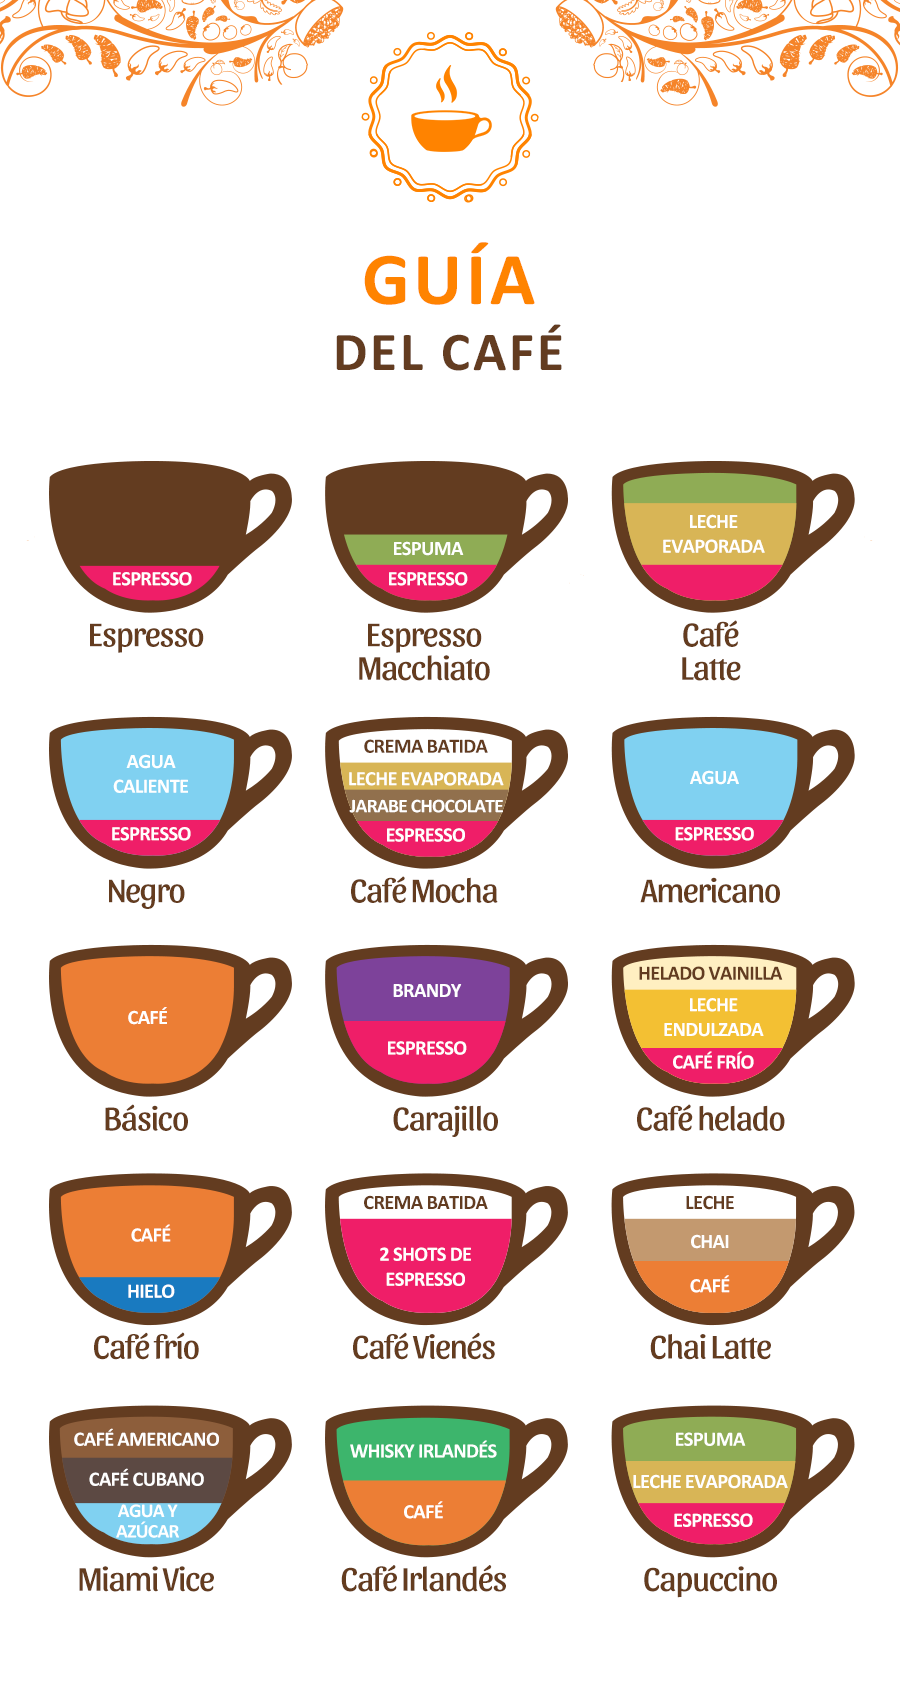 GUÍA
DEL CAFÉ
ESPRESSO
Espresso
ESPUMA
ESPRESSO
Espresso
Macchiato
LECHE
EVAPORADA
Café
Latte
AGUA
CALIENTE
ESPRESSO
Negro
CREMA BATIDA
LECHE EVAPORADA
JARABE CHOCOLATE
ESPRESSO
Café Mocha
AGUA
ESPRESSO
Americano
CAFÉ
Básico
BRANDY
ESPRESSO
Carajillo
HELADO VAINILLA
LECHE
ENDULZADA
CAFÉ FRÍO
Café helado
CAFÉ
HIELO
Café frío
CREMA BATIDA
2 SHOTS DE
ESPRESSO
Café Vienés
LECHE
CHAI
CAFÉ
Chai Latte
CAFÉ AMERICANO
CAFÉ CUBANO
AGUA Y
AZÚCAR
Miami Vice
WHISKY IRLANDÉS
CAFÉ
Café Irlandés
ESPUMA
LECHE EVAPORADA
ESPRESSO
Capuccino